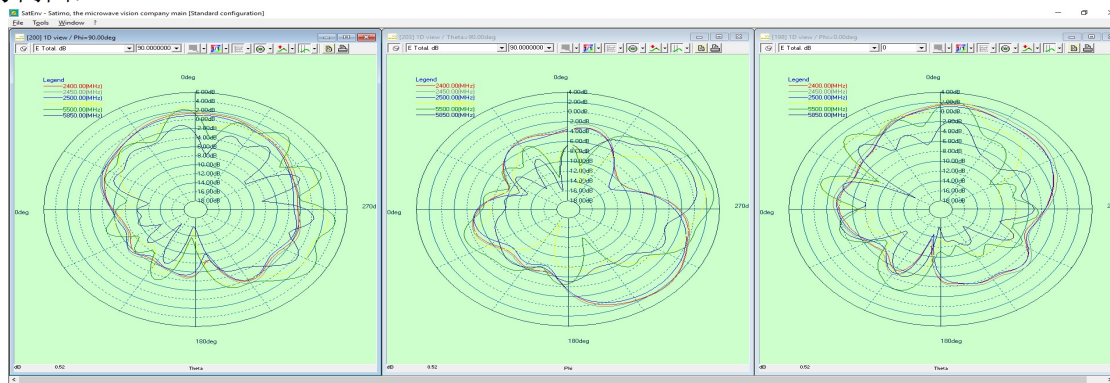 SatEnv - Satimo, the microwave vision company main [Standard configuration]
File Tools Window ?
[200] 1D view / Phi=90.00deg
E Total. dB
90.0000000
Legend
2400.00(MHz)
2450.00(MHz)
2500.00(MHz)
5500.00(MHz)
5850.00(MHz)
0deg
6.00dB
4.00dB
2.00dB
0.00dB
-2.00dB
-4.00dB
-6.00dB
-8.00dB
-10.00dB
-12.00dB
-14.00dB
-16.00dB
-18.00dB
0deg
270d
180deg
dB 0.52 Theta
1D view / Theta=90.00deg
E Total. dB
90.0000000
Legend
2400.00(MHz)
2450.00(MHz)
2500.00(MHz)
5500.00(MHz)
5850.00(MHz)
0deg
4.00dB
2.00dB
0.00dB
-2.00dB
-4.00dB
-6.00dB
-8.00dB
-10.00dB
-12.00dB
-14.00dB
-16.00dB
-18.00dB
0deg
270d
180deg
dB 0.52 Phi
1D view / Phi=0.00deg
E Total. dB
0
Legend
2400.00(MHz)
2450.00(MHz)
2500.00(MHz)
5500.00(MHz)
5850.00(MHz)
0deg
4.00dB
2.00dB
0.00dB
-2.00dB
-4.00dB
-6.00dB
-8.00dB
-10.00dB
-12.00dB
-14.00dB
-16.00dB
-18.00dB
0deg
270
180deg
dB 0.52 Theta